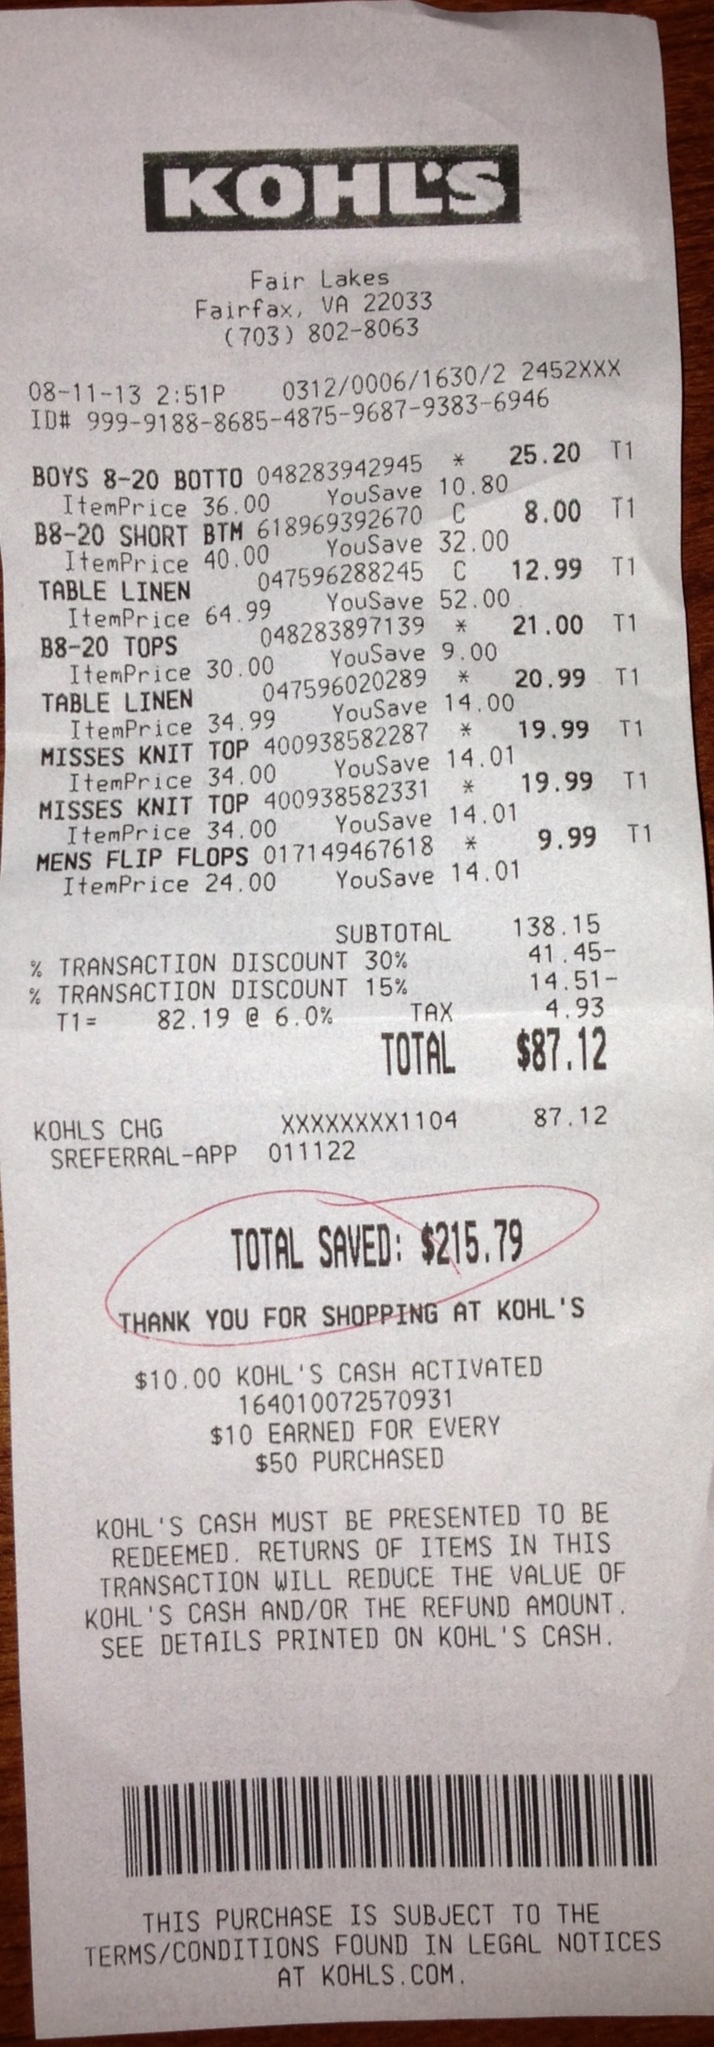 KOHL'S
Fair Lakes
Fairfax, VA 22033
(703) 802-8063
08-11-13 2:51P 0312/0006/1630/2 2452XXX
ID# 999-9188-8685-4875-9687-9383-6946
BOYS 8-20 BOTTO 048283942945 * 25.20 T1
ItemPrice 36.00 YouSave 10.80
B8-20 SHORT BTM 618969392670 C 8.00 T1
ItemPrice 40.00 YouSave 32.00
TABLE LINEN 047596288245 C 12.99 T1
ItemPrice 64.99 YouSave 52.00
B8-20 TOPS 048283897139 * 21.00 T1
ItemPrice 30.00 YouSave 9.00
TABLE LINEN 047596020289 * 20.99 T1
ItemPrice 34.99 YouSave 14.00
MISSES KNIT TOP 400938582287 * 19.99 T1
ItemPrice 34.00 YouSave 14.01
MISSES KNIT TOP 400938582331 * 19.99 T1
ItemPrice 34.00 YouSave 14.01
MENS FLIP FLOPS 017149467618 * 9.99 T1
ItemPrice 24.00 YouSave 14.01
SUBTOTAL 138.15
% TRANSACTION DISCOUNT 30% 41.45-
% TRANSACTION DISCOUNT 15% 14.51-
T1= 82.19 @ 6.0% TAX 4.93
TOTAL $87.12
KOHLS CHG XXXXXXXX1104 87.12
SREFERRAL-APP 011122
TOTAL SAVED: $215.79
THANK YOU FOR SHOPPING AT KOHL'S
$10.00 KOHL'S CASH ACTIVATED
164010072570931
$10 EARNED FOR EVERY
$50 PURCHASED
KOHL'S CASH MUST BE PRESENTED TO BE
REDEEMED. RETURNS OF ITEMS IN THIS
TRANSACTION WILL REDUCE THE VALUE OF
KOHL'S CASH AND/OR THE REFUND AMOUNT.
SEE DETAILS PRINTED ON KOHL'S CASH.
THIS PURCHASE IS SUBJECT TO THE
TERMS/CONDITIONS FOUND IN LEGAL NOTICES
AT KOHLS.COM.